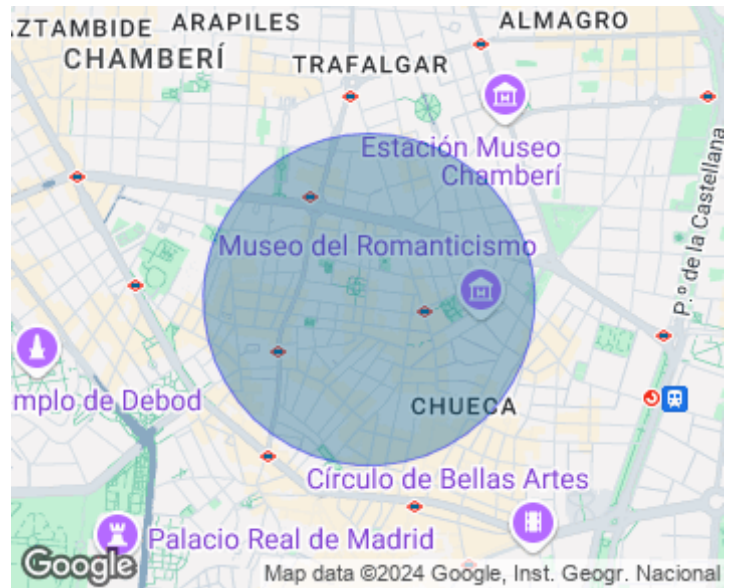 AZTAMBIDE
ARAPILES
ALMAGRO
CHAMBERÍ
TRAFALGAR
Estación Museo
Chamberí
P.º de la Castellana
Museo del Romanticismo
mplo de Debod
CHUECA
Círculo de Bellas Artes
Palacio Real de Madrid
Google
Map data ©2024 Google, Inst. Geogr. Nacional